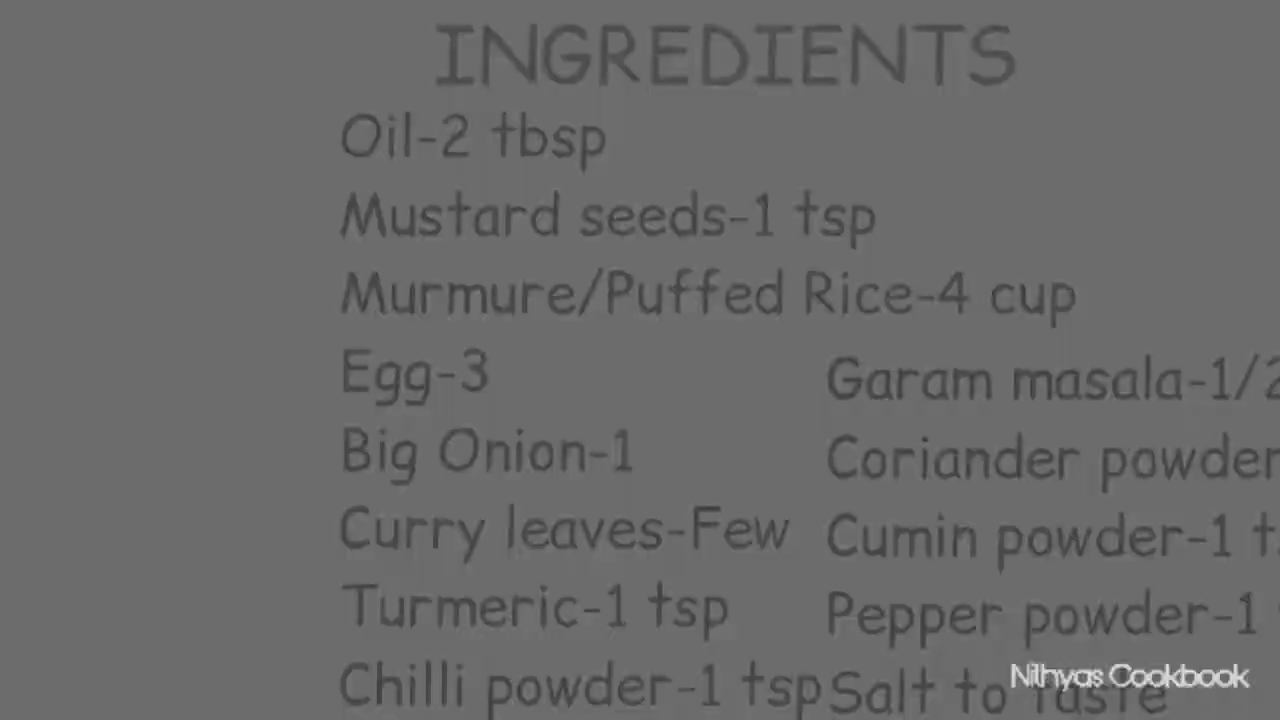 INGREDIENTS
Oil-2 tbsp
Mustard seeds-1 tsp
Murmure/Puffed Rice-4 cup
Egg-3
Big Onion-1
Curry leaves-Few
Turmeric-1 tsp
Chilli powder-1 tsp
Garam masala-1/2
Coriander powder
Cumin powder-1
Pepper powder-1
Salt to taste
Nithyas Cookbook